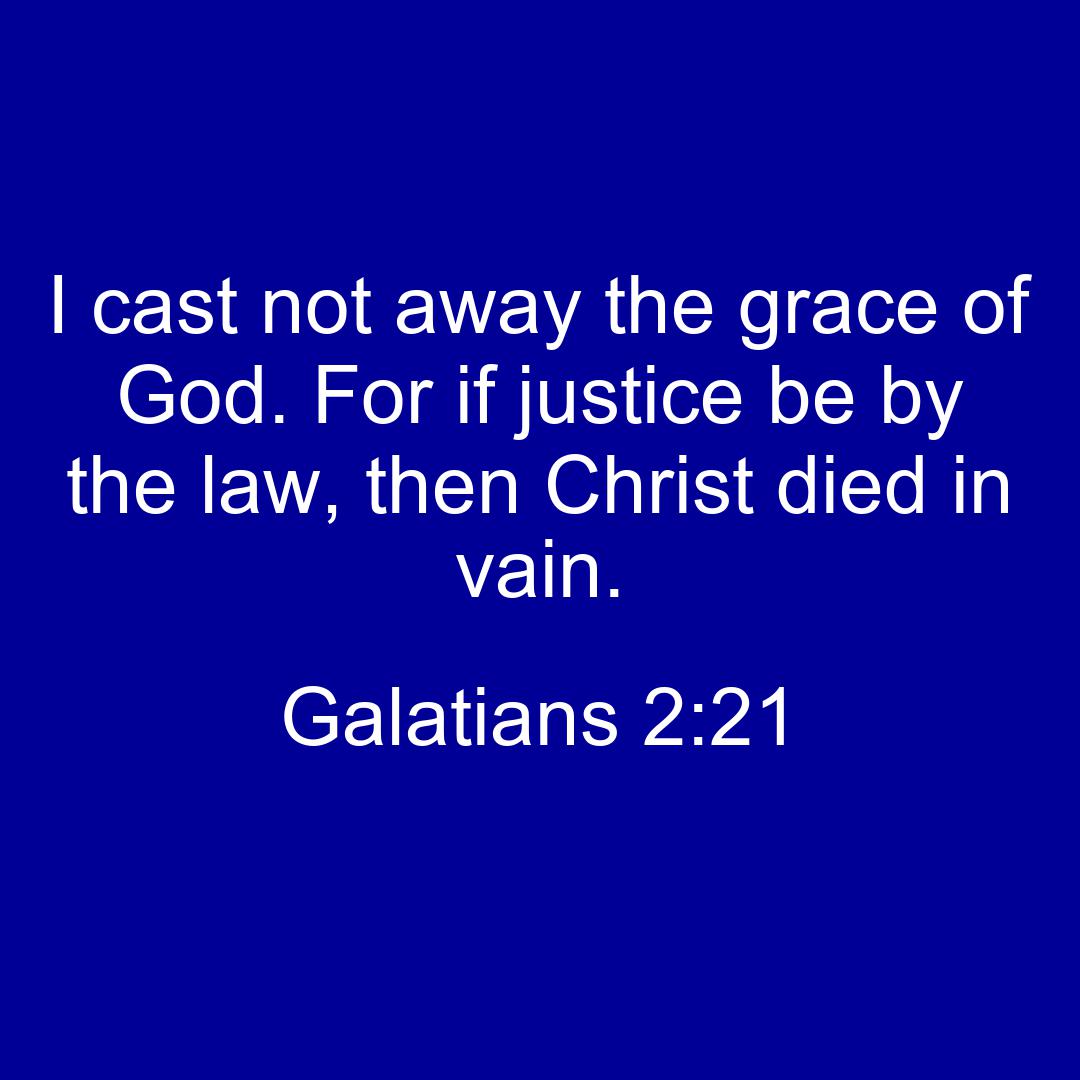 I cast not away the grace of
God. For if justice be by
the law, then Christ died in
vain.
Galatians 2:21